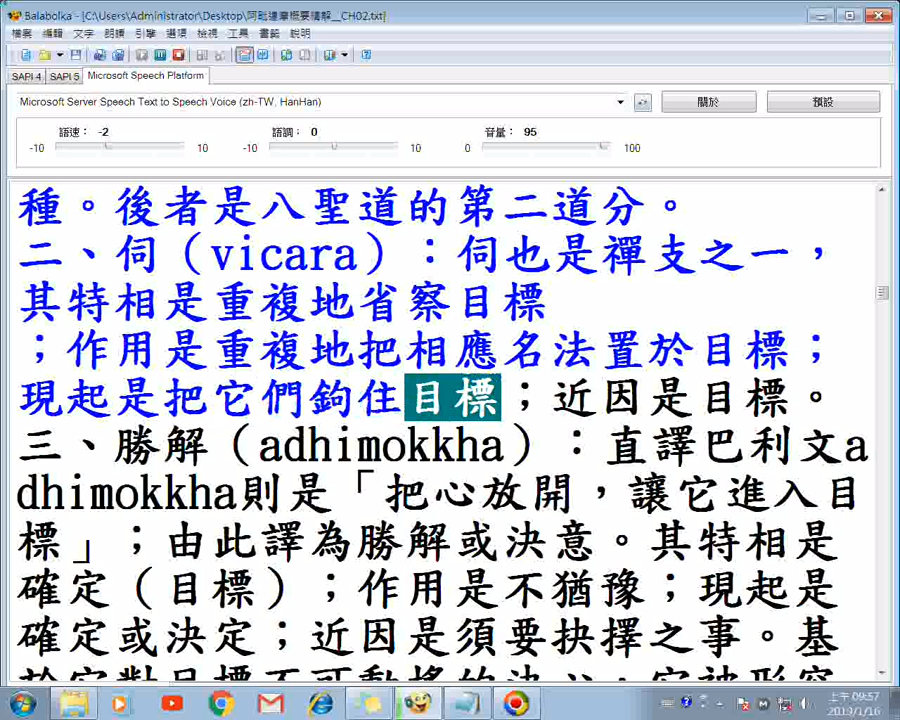 Balabolka - [C:\Users\Administrator\Desktop\阿毗達摩概要精解__CH02.txt]
檔案 編輯 文字 朗讀 引擎 選項 檢視 工具 書籤 說明
SAPI 4 SAPI 5 Microsoft Speech Platform
Microsoft Server Speech Text to Speech Voice (zh-TW, HanHan) 關於 預設
語速： -2 語調： 0 音量： 95
-10 10 -10 10 0 100
種。後者是八聖道的第二道分。
二、伺（vicara）：伺也是禪支之一，
其特相是重複地省察目標
；作用是重複地把相應名法置於目標；
現起是把它們鉤住目標；近因是目標。
三、勝解（adhimokkha）：直譯巴利文a
dhimokkha則是「把心放開，讓它進入目
標」；由此譯為勝解或決意。其特相是
確定（目標）；作用是不猶豫；現起是
確定或決定；近因是須要抉擇之事。基
於它對目標不可動搖的決
上午 09:57
2019/1/16